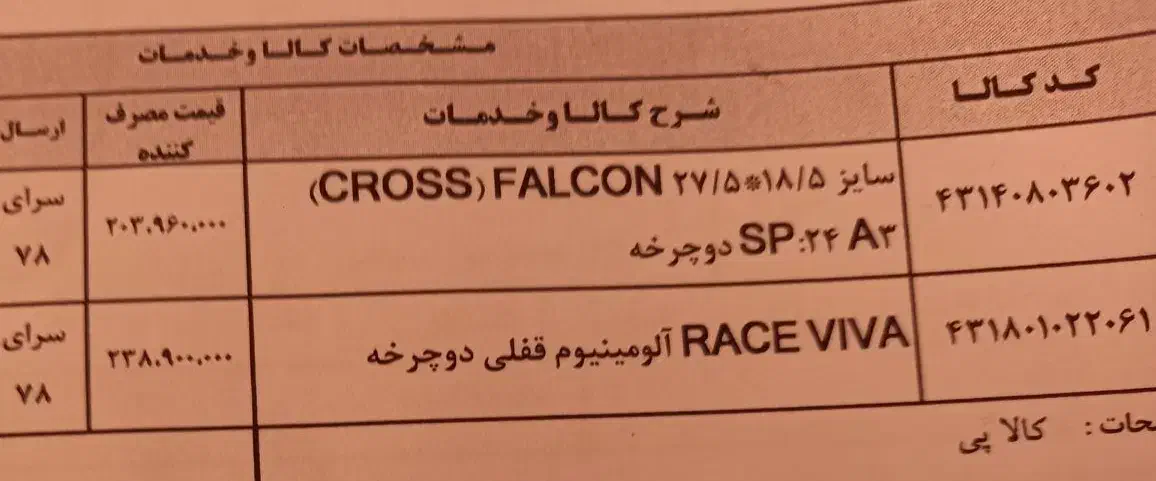 مشخصات کالا و خدمات
کد کالا
شرح کالا و خدمات
قیمت مصرف
کننده
ارسال
۴۳۱۴۰۸۰۳۶۰۲
سایز ۱۸/۵*۲۷/۵ CROSS) FALCON)
SP:۲۴ A۳ دوچرخه
۲۰۳،۹۶۰،۰۰۰
سرای
۷۸
۴۳۱۸۰۱۰۲۲۰۶۱
RACE VIVA آلومینیوم قفلی دوچرخه
۲۳۸،۹۰۰،۰۰۰
سرای
۷۸
کالا پی